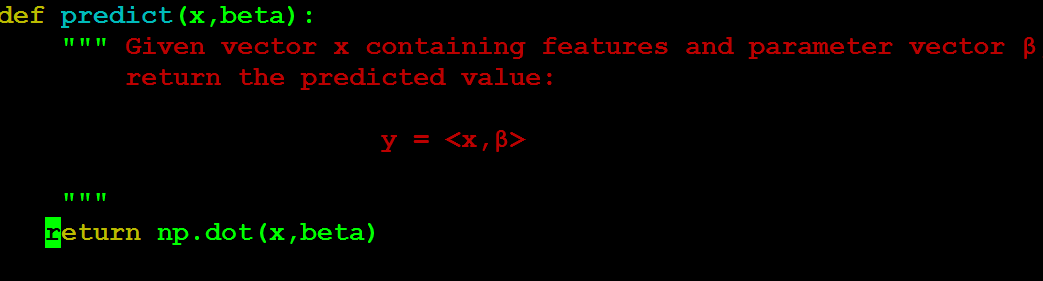 def predict(x,beta):
    """ Given vector x containing features and parameter vector β
        return the predicted value:

                        y = <x,β>

    """
   return np.dot(x,beta)